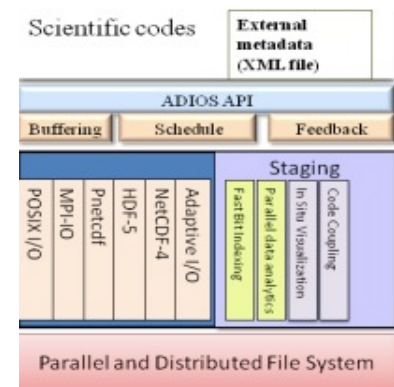 Scientific codes
External
metadata
(XML file)
ADIOS API
Buffering
Schedule
Feedback
Staging
POSIX I/O
MPI-IO
Pnetcdf
HDF-5
NetCDF-4
Adaptive I/O
FastBit Indexing
Parallel data analytics
In Situ Visualization
Code Coupling
Parallel and Distributed File System